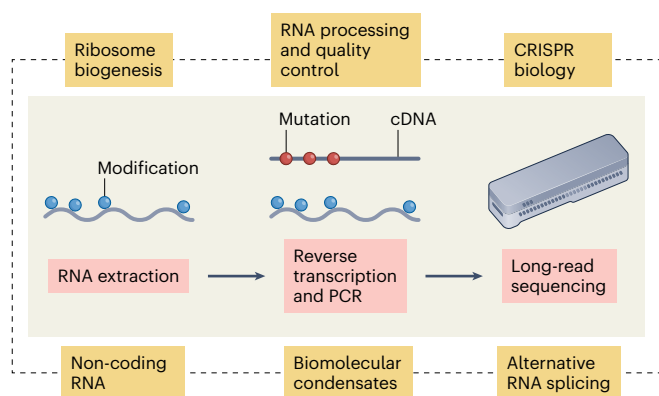 Ribosome
biogenesis
RNA processing
and quality
control
CRISPR
biology
Mutation
cDNA
Modification
RNA extraction
Reverse
transcription
and PCR
Long-read
sequencing
Non-coding
RNA
Biomolecular
condensates
Alternative
RNA splicing